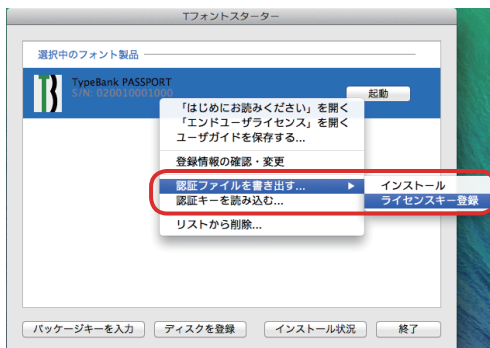 Tフォントスターター
選択中のフォント製品
TypeBank PASSPORT
S/N: 020010001000
起動
「はじめにお読みください」を開く
「エンドユーザライセンス」を開く
ユーザガイドを保存する...
登録情報の確認・変更
認証ファイルを書き出す...
インストール
認証キーを読み込む...
ライセンスキー登録
リストから削除...
パッケージキーを入力
ディスクを登録
インストール状況
終了